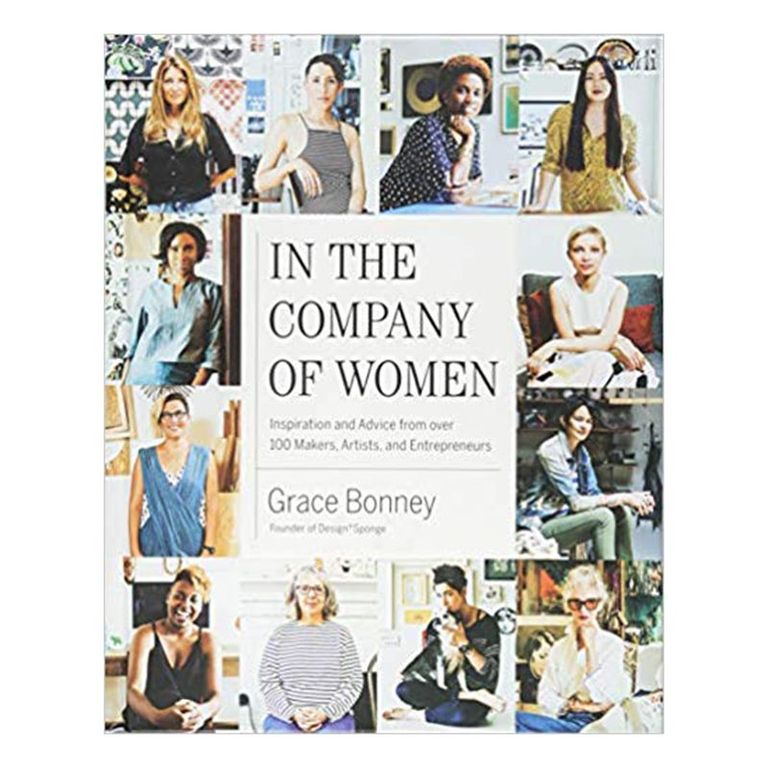 IN THE
COMPANY
OF WOMEN
Inspiration and Advice from over
100 Makers, Artists, and Entrepreneurs
Grace Bonney
Founder of Design*Sponge